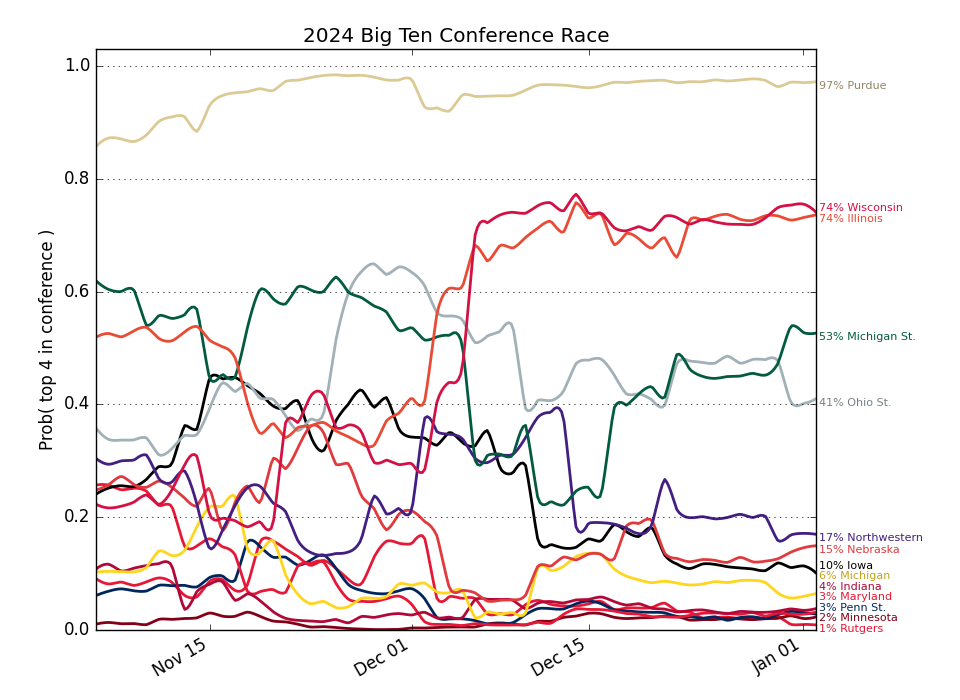 2024 Big Ten Conference Race
Prob( top 4 in conference )
1.0
0.8
0.6
0.4
0.2
0.0
Nov 15
Dec 01
Dec 15
Jan 01
97% Purdue
74% Wisconsin
74% Illinois
53% Michigan St.
41% Ohio St.
17% Northwestern
15% Nebraska
10% Iowa
6% Michigan
4% Indiana
3% Maryland
3% Penn St.
2% Minnesota
1% Rutgers